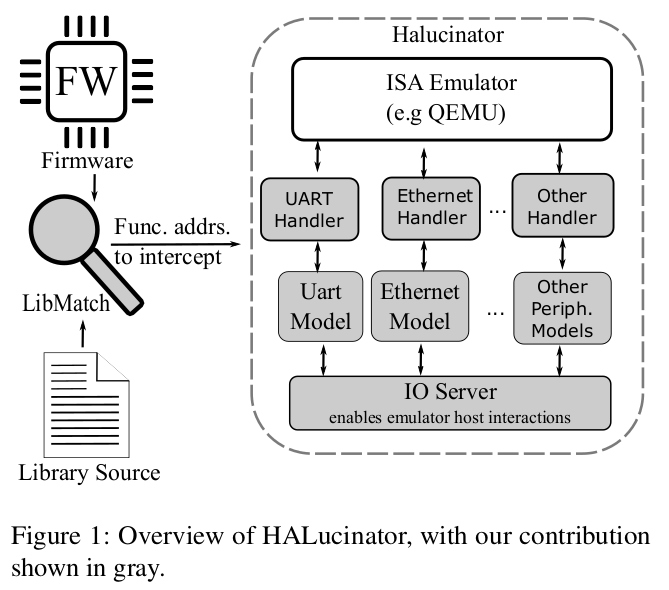 FW
Firmware
LibMatch
Library Source
Func. addrs.
to intercept
Halucinator
ISA Emulator
(e.g QEMU)
UART
Handler
Ethernet
Handler
...
Other
Handler
Uart
Model
Ethernet
Model
...
Other
Periph.
Models
IO Server
enables emulator host interactions
Figure 1: Overview of HALucinator, with our contribution
shown in gray.